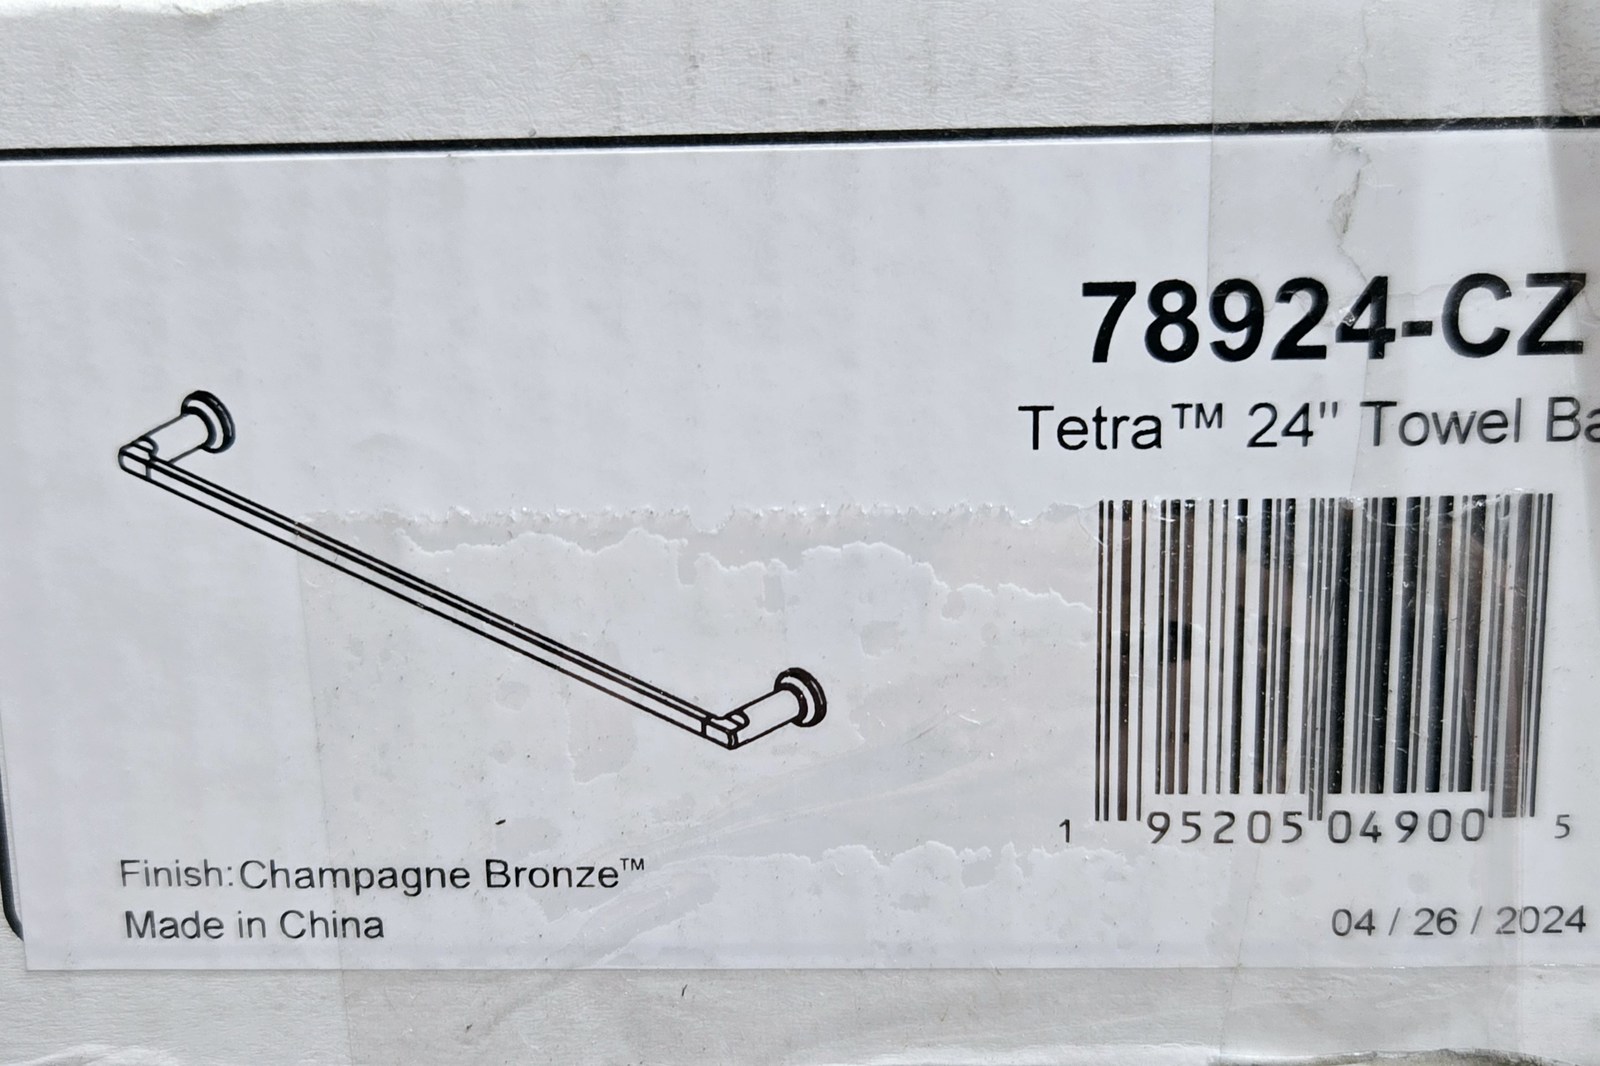 78924-CZ
Tetra™ 24" Towel Ba
1 95205 04900 5
Finish:Champagne Bronze™
Made in China
04 / 26 / 2024